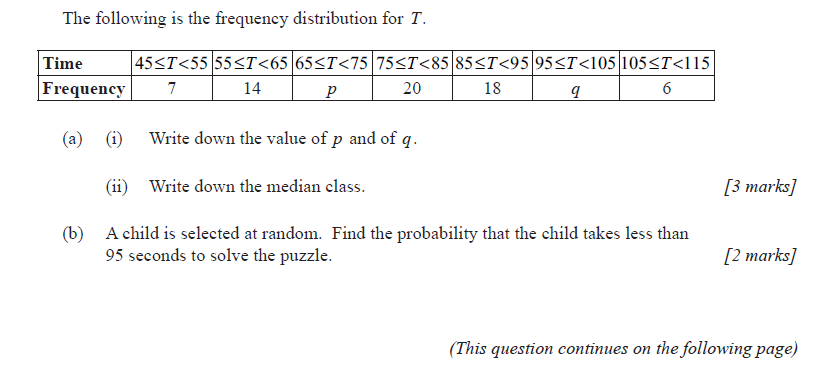 The following is the frequency distribution for T.
Time 45≤T<55 55≤T<65 65≤T<75 75≤T<85 85≤T<95 95≤T<105 105≤T<115
Frequency 7 14 p 20 18 q 6
(a) (i) Write down the value of p and of q.
(ii) Write down the median class. [3 marks]
(b) A child is selected at random. Find the probability that the child takes less than
95 seconds to solve the puzzle. [2 marks]
(This question continues on the following page)